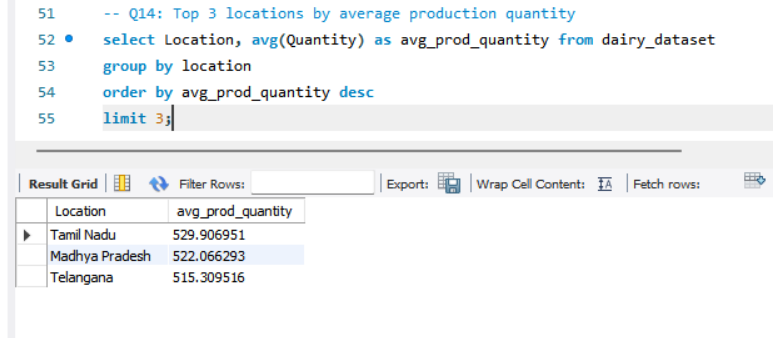 51 -- Q14: Top 3 locations by average production quantity
52 select Location, avg(Quantity) as avg_prod_quantity from dairy_dataset
53 group by location
54 order by avg_prod_quantity desc
55 limit 3;
Result Grid Filter Rows: Export: Wrap Cell Content: IA Fetch rows:
Location avg_prod_quantity
Tamil Nadu 529.906951
Madhya Pradesh 522.066293
Telangana 515.309516